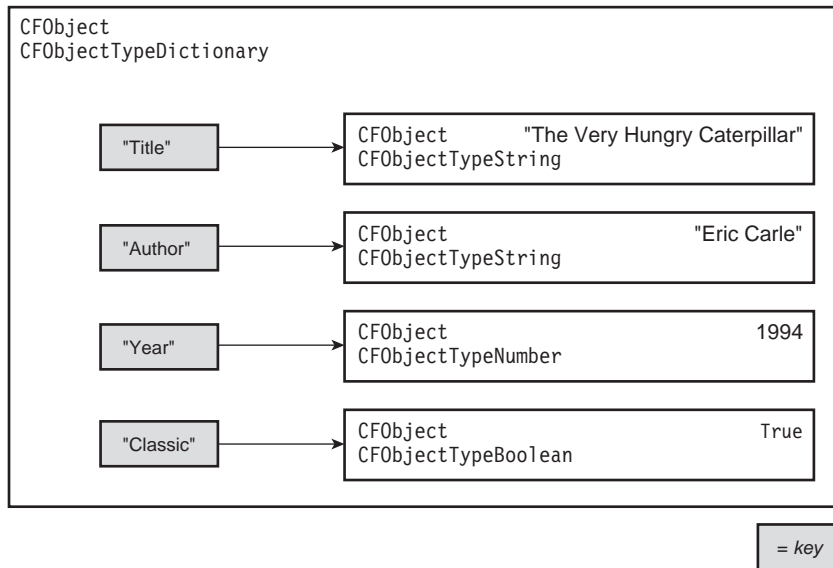 CFObject
CFObjectTypeDictionary
"Title"
CFObject "The Very Hungry Caterpillar"
CFObjectTypeString
"Author"
CFObject "Eric Carle"
CFObjectTypeString
"Year"
CFObject 1994
CFObjectTypeNumber
"Classic"
CFObject True
CFObjectTypeBoolean
= key